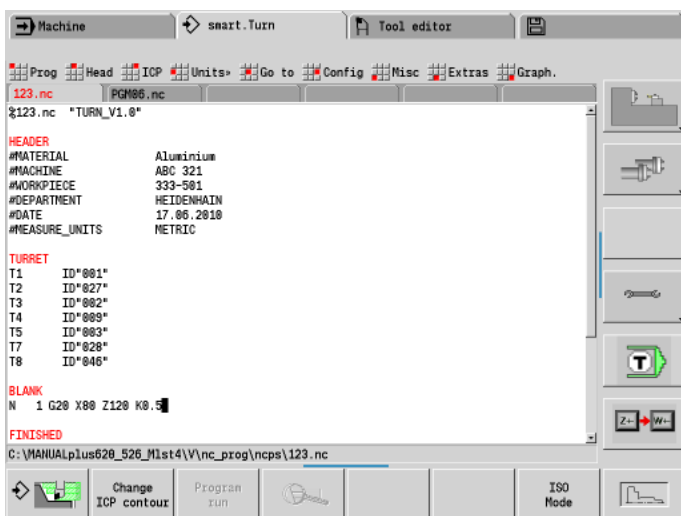 Machine smart.Turn Tool editor
Prog Head ICP Units» Go to Config Misc Extras Graph.
123.nc PGM06.nc
%123.nc "TURN_V1.0"
HEADER
#MATERIAL Aluminium
#MACHINE ABC 321
#WORKPIECE 333-501
#DEPARTMENT HEIDENHAIN
#DATE 17.06.2010
#MEASURE_UNITS METRIC
TURRET
T1 ID"001"
T2 ID"027"
T3 ID"002"
T4 ID"009"
T5 ID"003"
T7 ID"028"
T8 ID"046"
BLANK
N 1 G20 X80 Z120 K0.5
FINISHED
C:\MANUALplus620_526_Mlst4\V\nc_prog\ncps\123.nc
T
Z← W←
Change
ICP contour
Program
run
ISO
Mode